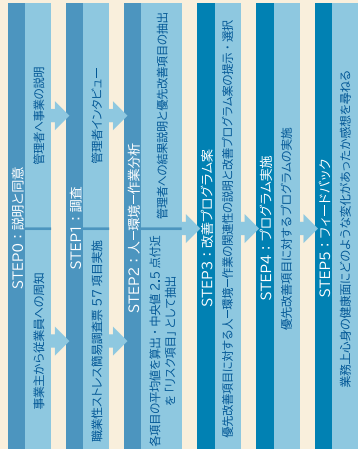 STEP0：説明と同意
事業主から従業員への周知
管理者へ事業の説明
STEP1：調査
職業性ストレス簡易調査票 57 項目実施
管理者インタビュー
STEP2：人―環境―作業分析
各項目の平均値を算出・中央値 2.5 点付近
を「リスク項目」として抽出
管理者への結果説明と優先改善項目の抽出
STEP3：改善プログラム案
優先改善項目に対する人―環境―作業の関連性の説明と改善プログラム案の提示・選択
STEP4：プログラム実施
優先改善項目に対するプログラムの実施
STEP5：フィードバック
業務上心身の健康面にどのような変化があったか感想を尋ねる